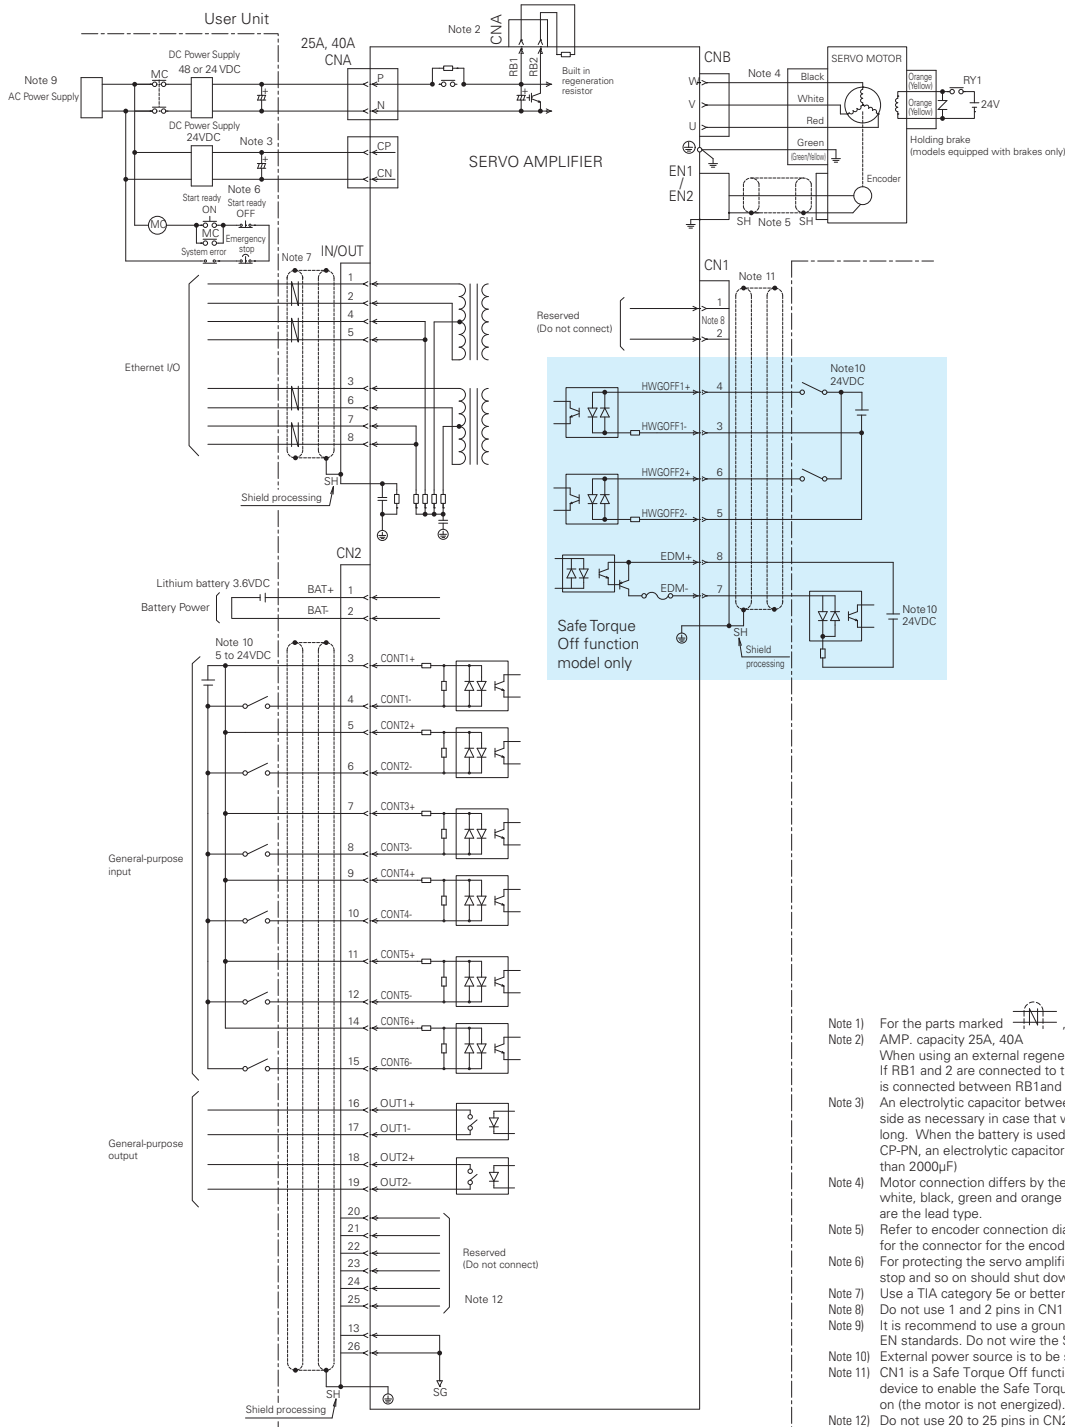 User Unit
Note 2
CNA
25A, 40A
CNA
CNB
DC Power Supply
48 or 24 VDC
MC
Note 9
AC Power Supply
P
N
RB1
RB2
Built in
regeneration
resistor
W
V
U
Note 4
Black
White
Red
Green
(Green/Yellow)
SERVO MOTOR
Orange
(Yellow)
Orange
(Yellow)
RY1
24V
Holding brake
(models equipped with brakes only)
DC Power Supply
24VDC
Note 3
CP
CN
SERVO AMPLIFIER
EN1
/
EN2
Encoder
SH
Note 5
SH
Note 6
Start ready
ON
Start ready
OFF
MC
MC
System error
Emergency
stop
IN/OUT
Note 7
1
2
4
5
3
6
7
8
Ethernet I/O
SH
Shield processing
CN1
Note 11
Reserved
(Do not connect)
1
Note 8
2
Note10
24VDC
HWGOFF1+
4
HWGOFF1-
3
HWGOFF2+
6
HWGOFF2-
5
EDM+
8
EDM-
7
Note10
24VDC
Safe Torque
Off function
model only
SH
Shield
processing
CN2
Lithium battery 3.6VDC
Battery Power
BAT+
1
BAT-
2
Note 10
5 to 24VDC
3
CONT1+
4
CONT1-
5
CONT2+
6
CONT2-
7
CONT3+
8
CONT3-
9
CONT4+
10
CONT4-
11
CONT5+
12
CONT5-
14
CONT6+
15
CONT6-
General-purpose
input
16
OUT1+
17
OUT1-
18
OUT2+
19
OUT2-
General-purpose
output
20
21
22
23
24
25
Reserved
(Do not connect)
Note 12
13
26
SG
SH
Shield processing
Note 1) For the parts marked ,
Note 2) AMP. capacity 25A, 40A
When using an external regene
If RB1 and 2 are connected to t
is connected between RB1and
Note 3) An electrolytic capacitor betwee
side as necessary in case that v
long. When the battery is used
CP-PN, an electrolytic capacitor
than 2000µF)
Note 4) Motor connection differs by the
white, black, green and orange
are the lead type.
Note 5) Refer to encoder connection dia
for the connector for the encod
Note 6) For protecting the servo amplifi
stop and so on should shut dow
Note 7) Use a TIA category 5e or better
Note 8) Do not use 1 and 2 pins in CN1
Note 9) It is recommend to use a groun
EN standards. Do not wire the S
Note 10) External power source is to be s
Note 11) CN1 is a Safe Torque Off functi
device to enable the Safe Torqu
on (the motor is not energized).
Note 12) Do not use 20 to 25 pins in CN2